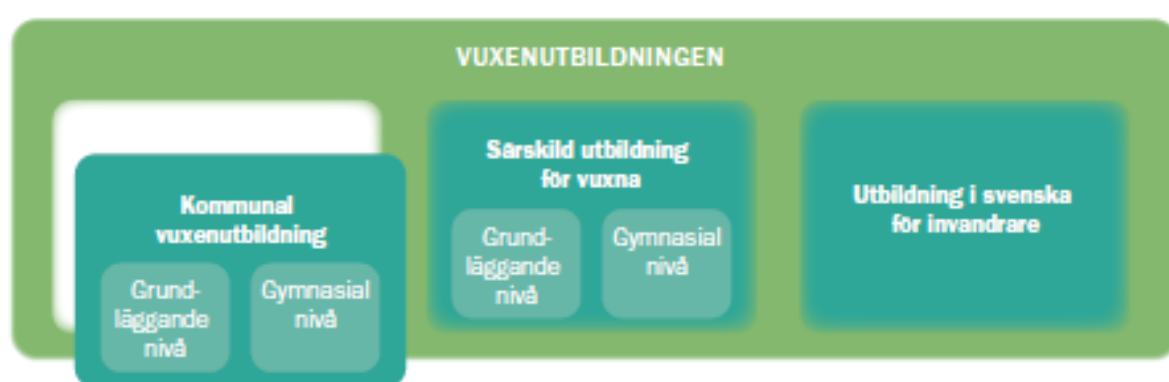 VUXENUTBILDNINGEN
Kommunal
vuxenutbildning
Grund-
läggande
nivå
Gymnasial
nivå
Särskild utbildning
för vuxna
Grund-
läggande
nivå
Gymnasial
nivå
Utbildning i svenska
för invandrare